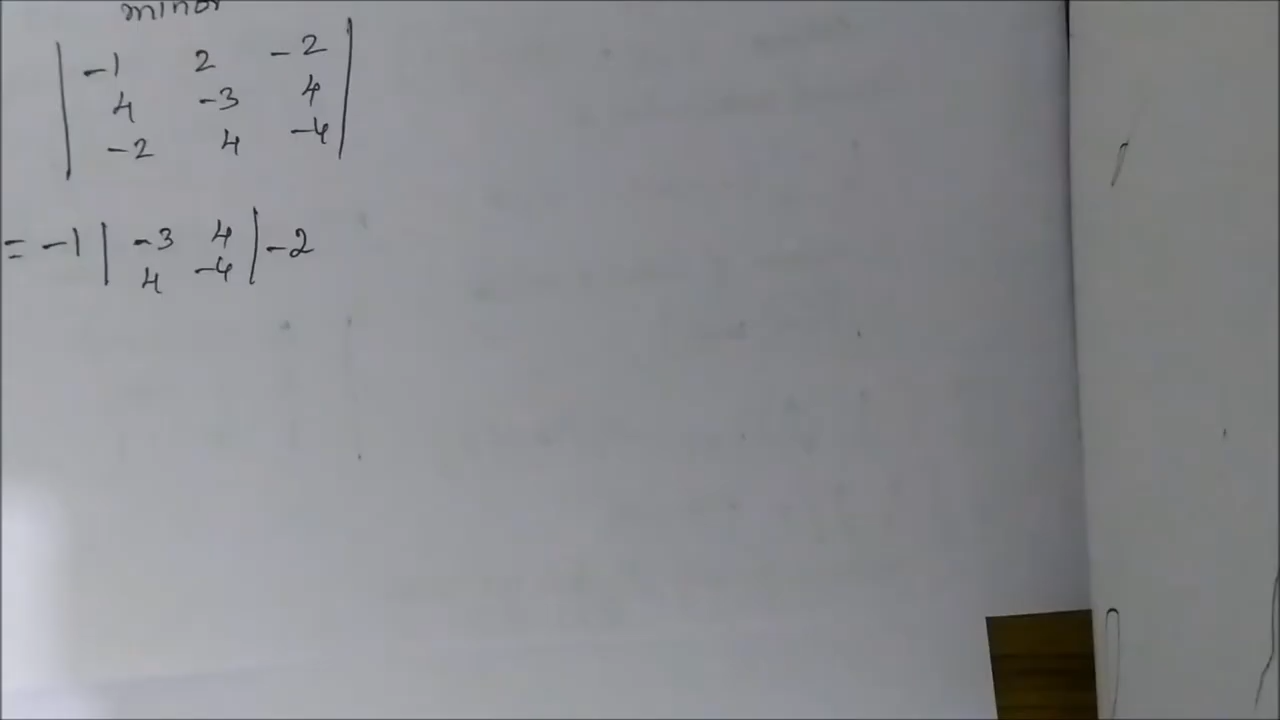 minor
| -1 2 -2 |
| 4 -3 4 |
| -2 4 -4 |
= -1 | -3 4 | -2
| 4 -4 |